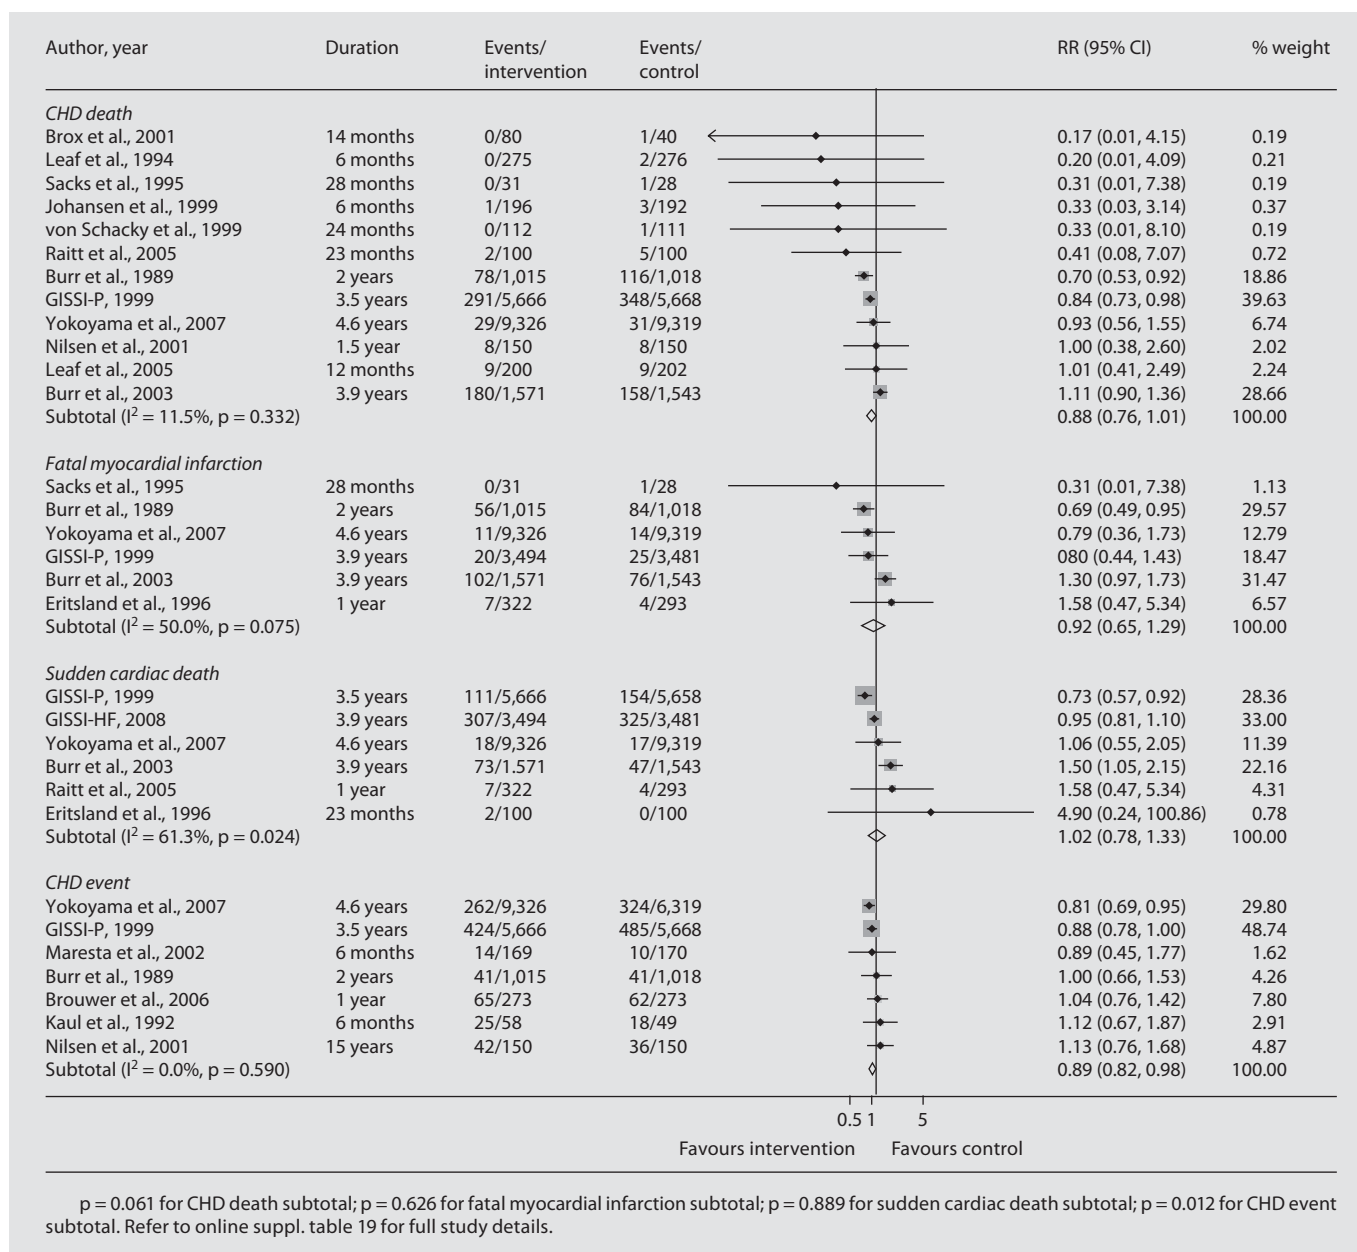 Author, year Duration Events/ intervention Events/ control RR (95% CI) % weight
CHD death
Brox et al., 2001 14 months 0/80 1/40 0.17 (0.01, 4.15) 0.19
Leaf et al., 1994 6 months 0/275 2/276 0.20 (0.01, 4.09) 0.21
Sacks et al., 1995 28 months 0/31 1/28 0.31 (0.01, 7.38) 0.19
Johansen et al., 1999 6 months 1/196 3/192 0.33 (0.03, 3.14) 0.37
von Schacky et al., 1999 24 months 0/112 1/111 0.33 (0.01, 8.10) 0.19
Raitt et al., 2005 23 months 2/100 5/100 0.41 (0.08, 7.07) 0.72
Burr et al., 1989 2 years 78/1,015 116/1,018 0.70 (0.53, 0.92) 18.86
GISSI-P, 1999 3.5 years 291/5,666 348/5,668 0.84 (0.73, 0.98) 39.63
Yokoyama et al., 2007 4.6 years 29/9,326 31/9,319 0.93 (0.56, 1.55) 6.74
Nilsen et al., 2001 1.5 year 8/150 8/150 1.00 (0.38, 2.60) 2.02
Leaf et al., 2005 12 months 9/200 9/202 1.01 (0.41, 2.49) 2.24
Burr et al., 2003 3.9 years 180/1,571 158/1,543 1.11 (0.90, 1.36) 28.66
Subtotal (I² = 11.5%, p = 0.332) 0.88 (0.76, 1.01) 100.00
Fatal myocardial infarction
Sacks et al., 1995 28 months 0/31 1/28 0.31 (0.01, 7.38) 1.13
Burr et al., 1989 2 years 56/1,015 84/1,018 0.69 (0.49, 0.95) 29.57
Yokoyama et al., 2007 4.6 years 11/9,326 14/9,319 0.79 (0.36, 1.73) 12.79
GISSI-P, 1999 3.9 years 20/3,494 25/3,481 080 (0.44, 1.43) 18.47
Burr et al., 2003 3.9 years 102/1,571 76/1,543 1.30 (0.97, 1.73) 31.47
Eritsland et al., 1996 1 year 7/322 4/293 1.58 (0.47, 5.34) 6.57
Subtotal (I² = 50.0%, p = 0.075) 0.92 (0.65, 1.29) 100.00
Sudden cardiac death
GISSI-P, 1999 3.5 years 111/5,666 154/5,658 0.73 (0.57, 0.92) 28.36
GISSI-HF, 2008 3.9 years 307/3,494 325/3,481 0.95 (0.81, 1.10) 33.00
Yokoyama et al., 2007 4.6 years 18/9,326 17/9,319 1.06 (0.55, 2.05) 11.39
Burr et al., 2003 3.9 years 73/1.571 47/1,543 1.50 (1.05, 2.15) 22.16
Raitt et al., 2005 1 year 7/322 4/293 1.58 (0.47, 5.34) 4.31
Eritsland et al., 1996 23 months 2/100 0/100 4.90 (0.24, 100.86) 0.78
Subtotal (I² = 61.3%, p = 0.024) 1.02 (0.78, 1.33) 100.00
CHD event
Yokoyama et al., 2007 4.6 years 262/9,326 324/6,319 0.81 (0.69, 0.95) 29.80
GISSI-P, 1999 3.5 years 424/5,666 485/5,668 0.88 (0.78, 1.00) 48.74
Maresta et al., 2002 6 months 14/169 10/170 0.89 (0.45, 1.77) 1.62
Burr et al., 1989 2 years 41/1,015 41/1,018 1.00 (0.66, 1.53) 4.26
Brouwer et al., 2006 1 year 65/273 62/273 1.04 (0.76, 1.42) 7.80
Kaul et al., 1992 6 months 25/58 18/49 1.12 (0.67, 1.87) 2.91
Nilsen et al., 2001 15 years 42/150 36/150 1.13 (0.76, 1.68) 4.87
Subtotal (I² = 0.0%, p = 0.590) 0.89 (0.82, 0.98) 100.00
0.5 1 5
Favours intervention Favours control
p = 0.061 for CHD death subtotal; p = 0.626 for fatal myocardial infarction subtotal; p = 0.889 for sudden cardiac death subtotal; p = 0.012 for CHD event
subtotal. Refer to online suppl. table 19 for full study details.